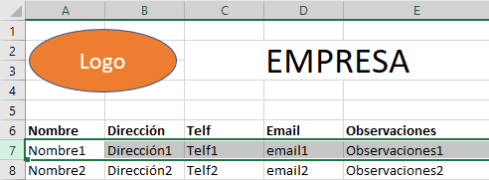 A B C D E
1
2
Logo EMPRESA
3
4
5
6 Nombre Dirección Telf Email Observaciones
7 Nombre1 Dirección1 Telf1 email1 Observaciones1
8 Nombre2 Dirección2 Telf2 email2 Observaciones2